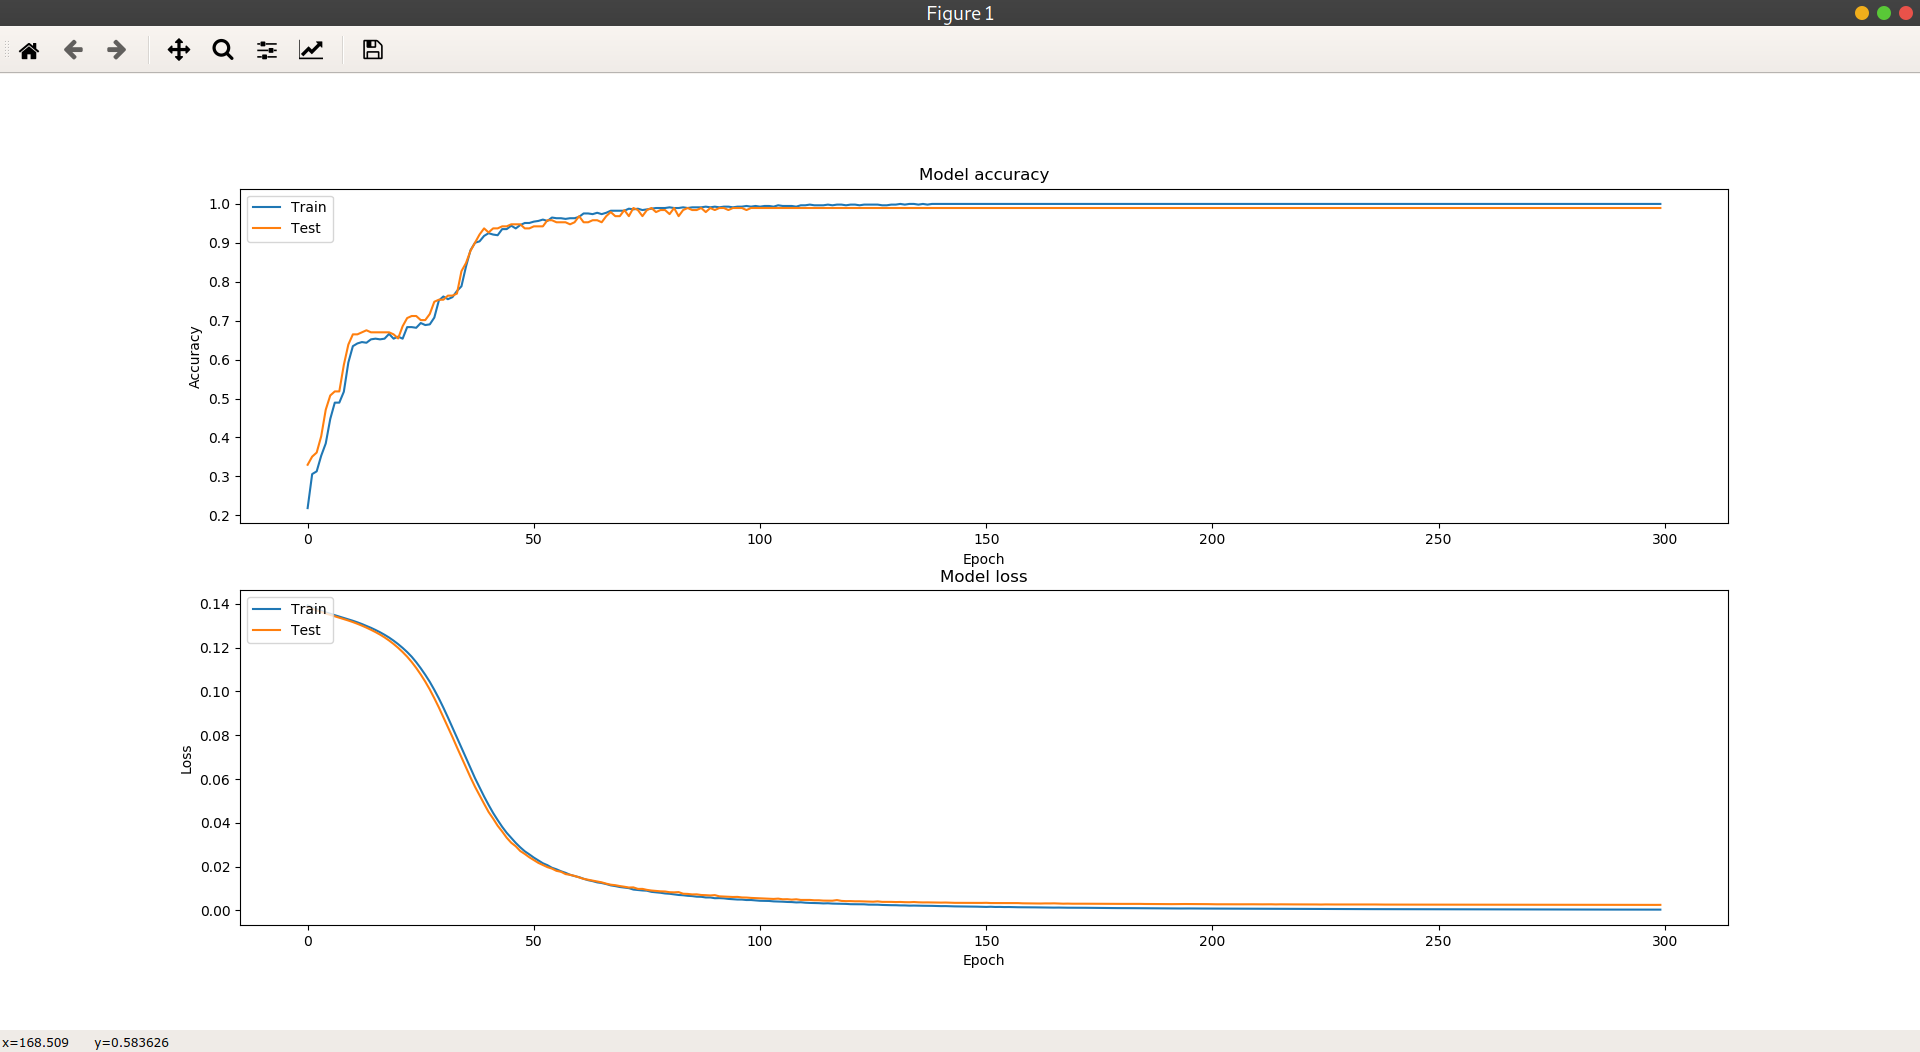 Figure 1
Model accuracy
Train
Test
1.0
0.9
0.8
0.7
0.6
0.5
0.4
0.3
0.2
Accuracy
0 50 100 150 200 250 300
Epoch
Model loss
Train
Test
0.14
0.12
0.10
0.08
0.06
0.04
0.02
0.00
Loss
0 50 100 150 200 250 300
Epoch
x=168.509 y=0.583626